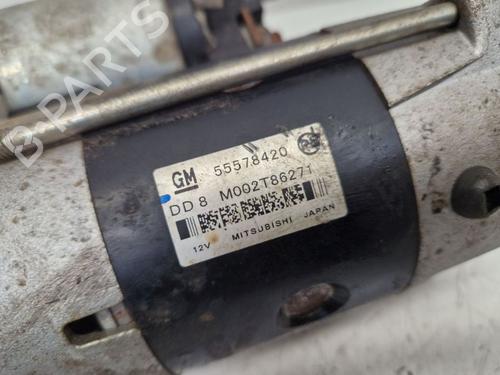 GM 55578420
DD 8 M002T86271
12V MITSUBISHI JAPAN
B-PARTS